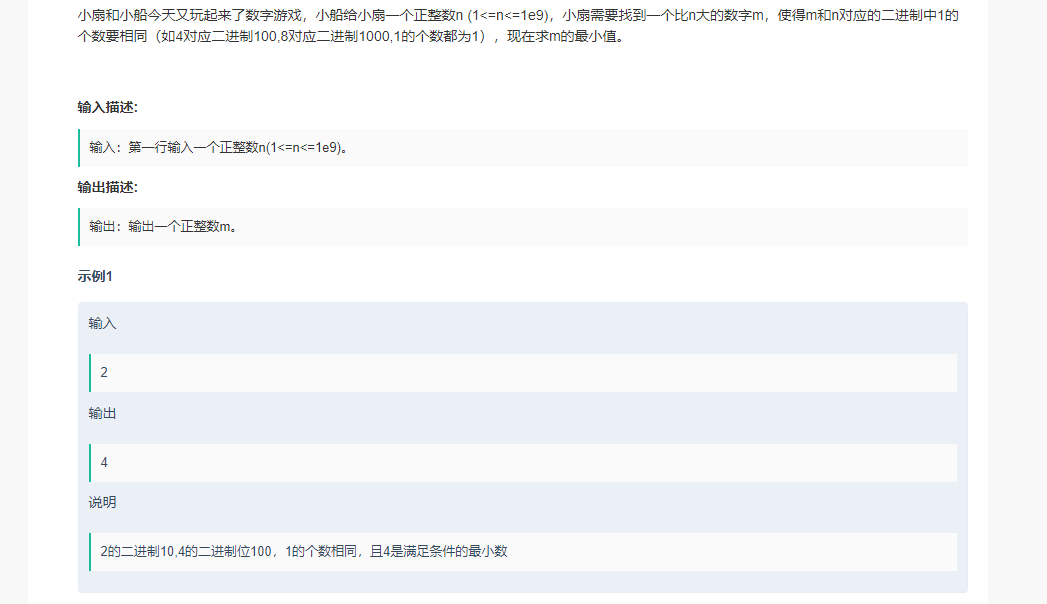 小扇和小船今天又玩起来了数字游戏，小船给小扇一个正整数n (1<=n<=1e9)，小扇需要找到一个比n大的数字m，使得m和n对应的二进制中1的
个数要相同（如4对应二进制100,8对应二进制1000,1的个数都为1），现在求m的最小值。
输入描述:
输入：第一行输入一个正整数n(1<=n<=1e9)。
输出描述:
输出：输出一个正整数m。
示例1
输入
2
输出
4
说明
2的二进制10,4的二进制位100，1的个数相同，且4是满足条件的最小数